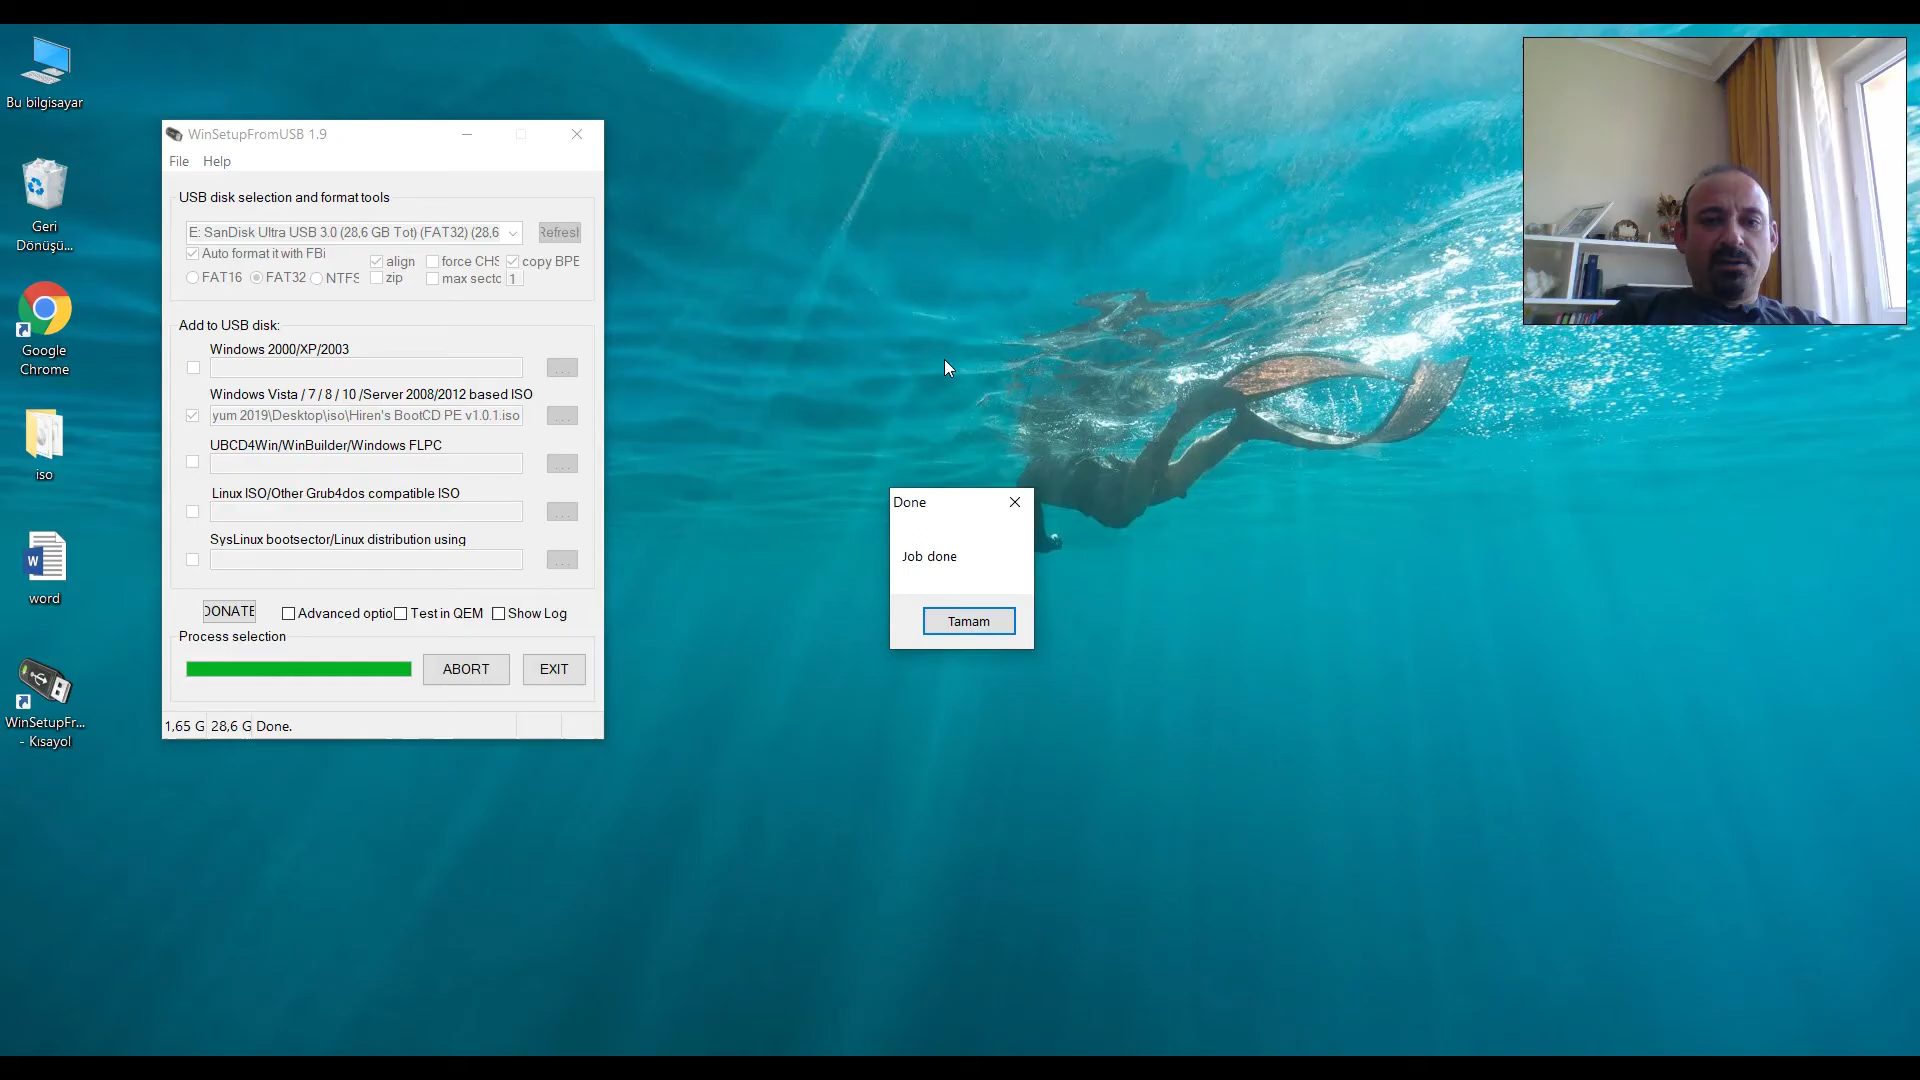 Bu bilgisayar
Geri
Dönüşü...
Google
Chrome
iso
W
word
WinSetupFr...
- Kısayol
WinSetupFromUSB 1.9
File Help
USB disk selection and format tools
E: SanDisk Ultra USB 3.0 (28,6 GB Tot) (FAT32) (28,6
Refresh
Auto format it with FBi
align force CHS copy BPB
FAT16 FAT32 NTFS zip max secto 1
Add to USB disk:
Windows 2000/XP/2003
...
Windows Vista / 7 / 8 / 10 /Server 2008/2012 based ISO
yum 2019\Desktop\iso\Hiren's BootCD PE v1.0.1.iso ...
UBCD4Win/WinBuilder/Windows FLPC
...
Linux ISO/Other Grub4dos compatible ISO
...
SysLinux bootsector/Linux distribution using
...
DONATE Advanced optio Test in QEM Show Log
Process selection
ABORT EXIT
1,65 G 28,6 G Done.
Done
Job done
Tamam